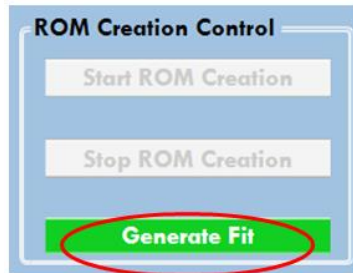 ROM Creation Control
Start ROM Creation
Stop ROM Creation
Generate Fit